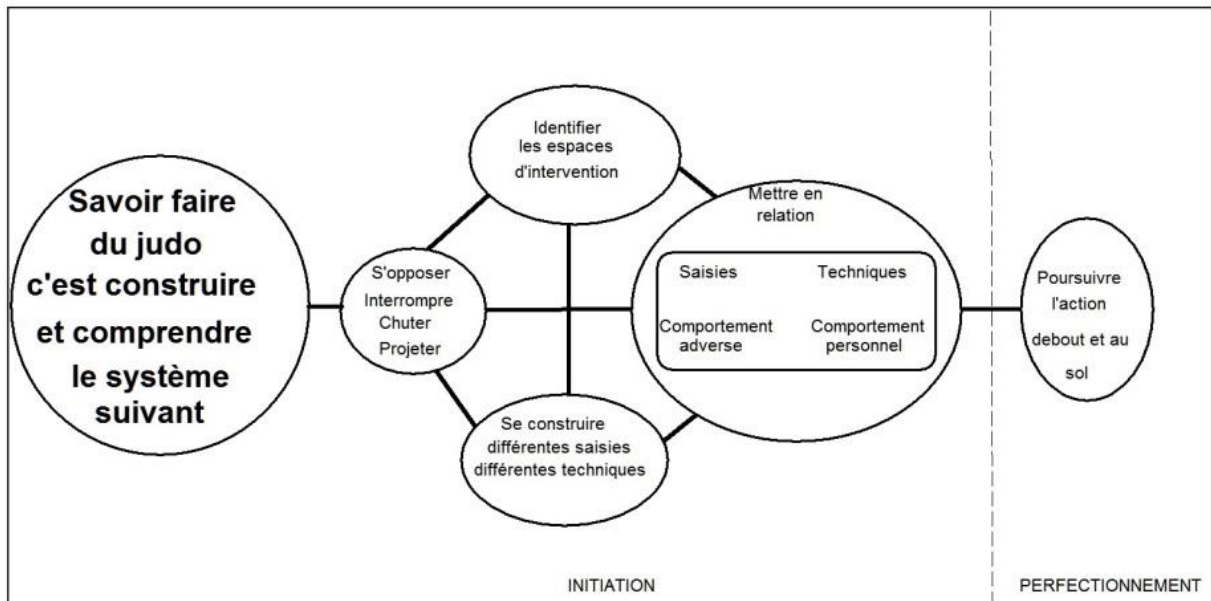 Savoir faire
du judo
c'est construire
et comprendre
le système
suivant
S'opposer
Interrompre
Chuter
Projeter
Identifier
les espaces
d'intervention
Se construire
différentes saisies
différentes techniques
Mettre en
relation
Saisies
Techniques
Comportement
adverse
Comportement
personnel
Poursuivre
l'action
debout et au
sol
INITIATION
PERFECTIONNEMENT